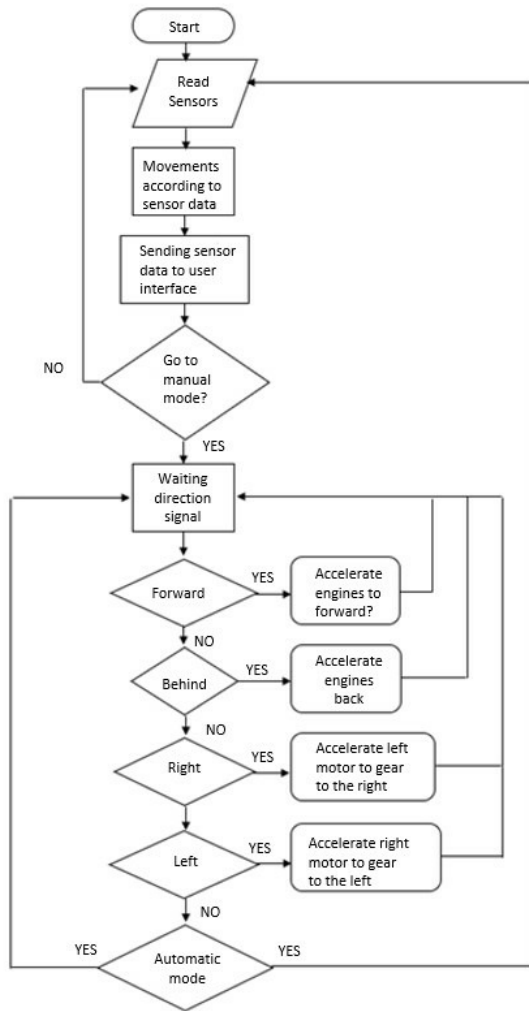 Start
Read
Sensors
Movements
according to
sensor data
Sending sensor
data to user
interface
Go to
manual
mode?
NO
YES
Waiting
direction
signal
Forward
YES
Accelerate
engines to
forward?
NO
Behind
YES
Accelerate
engines
back
NO
Right
YES
Accelerate left
motor to gear
to the right
Left
YES
Accelerate right
motor to gear
to the left
NO
YES
Automatic
mode
YES